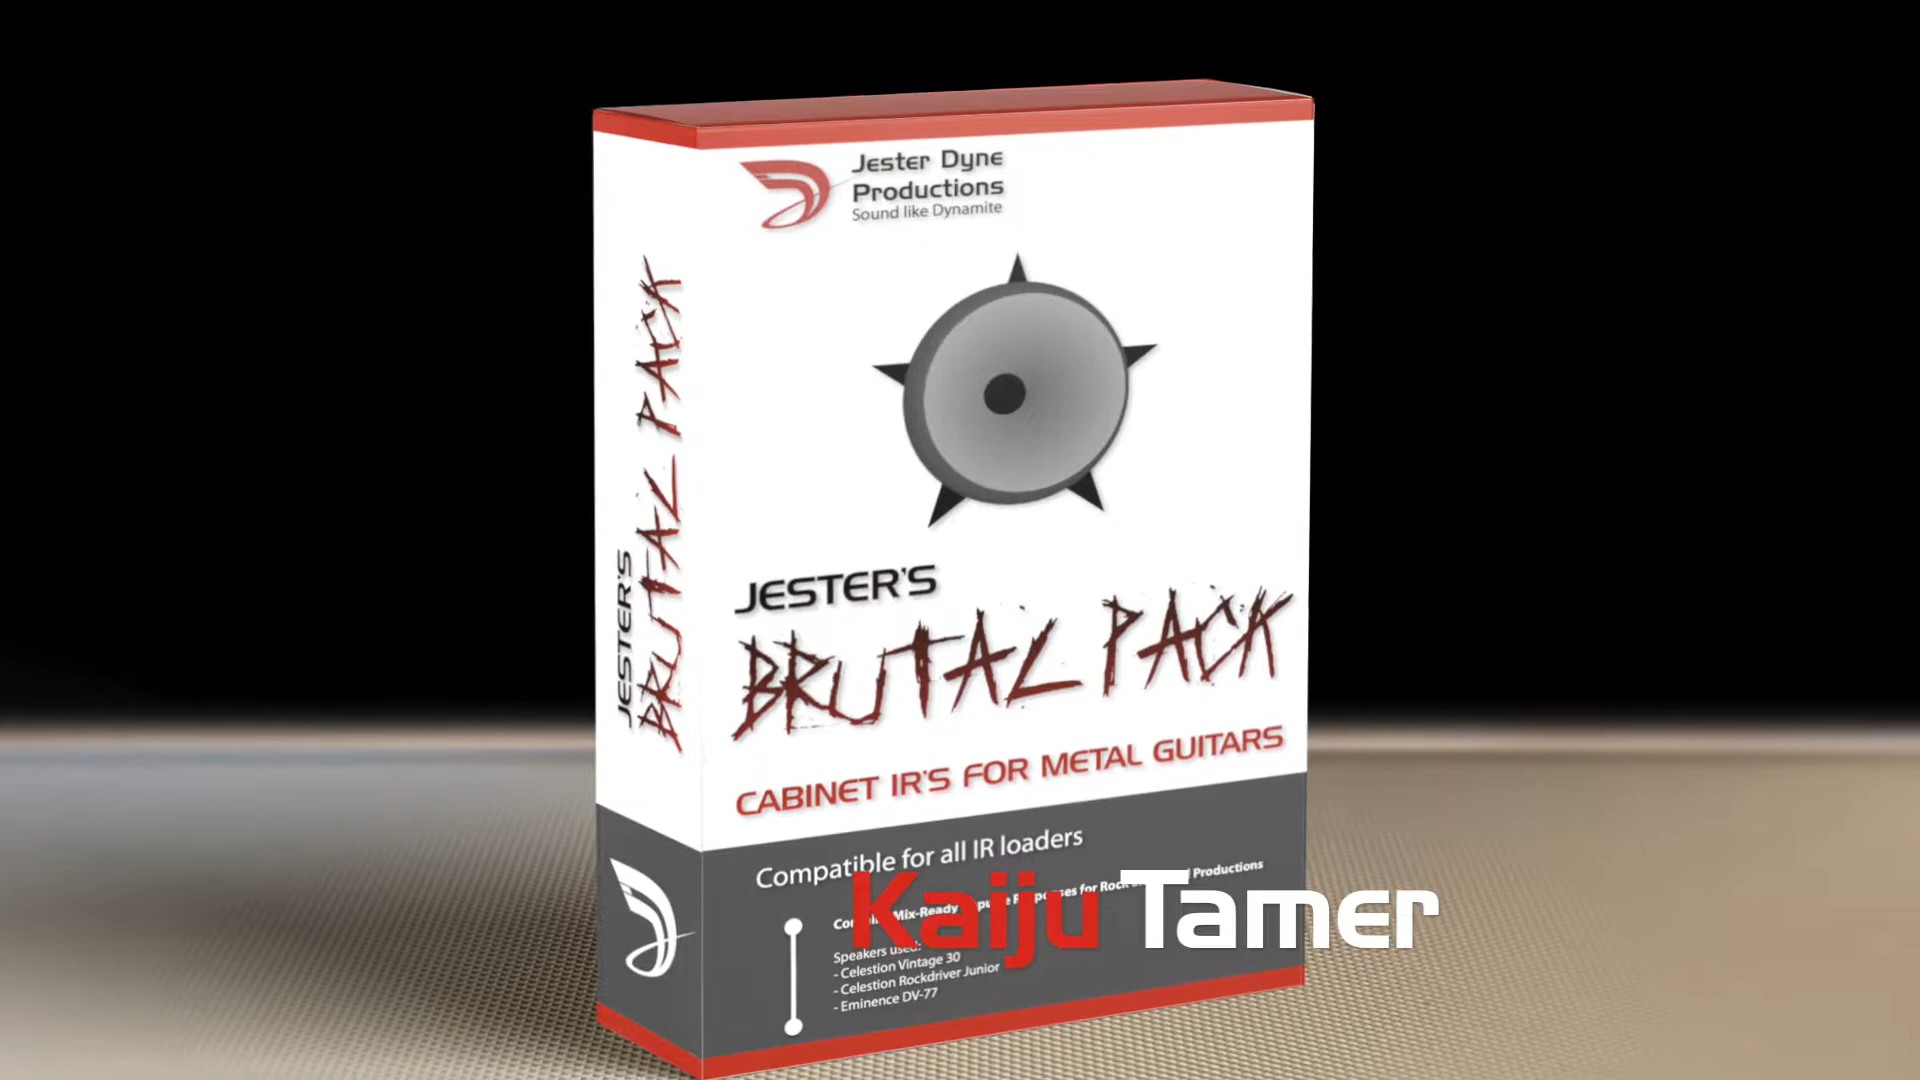 Jester Dyne
Productions
Sound like Dynamite
JESTER'S
BRUTAL PACK
JESTER'S
BRUTAL PACK
CABINET IR'S FOR METAL GUITARS
Compatible for all IR loaders
Mix-Ready for Productions
Kaiju Tamer
Speakers used:
- Celestion Vintage 30
- Celestion Rockdriver Junior
- Eminence DV-77